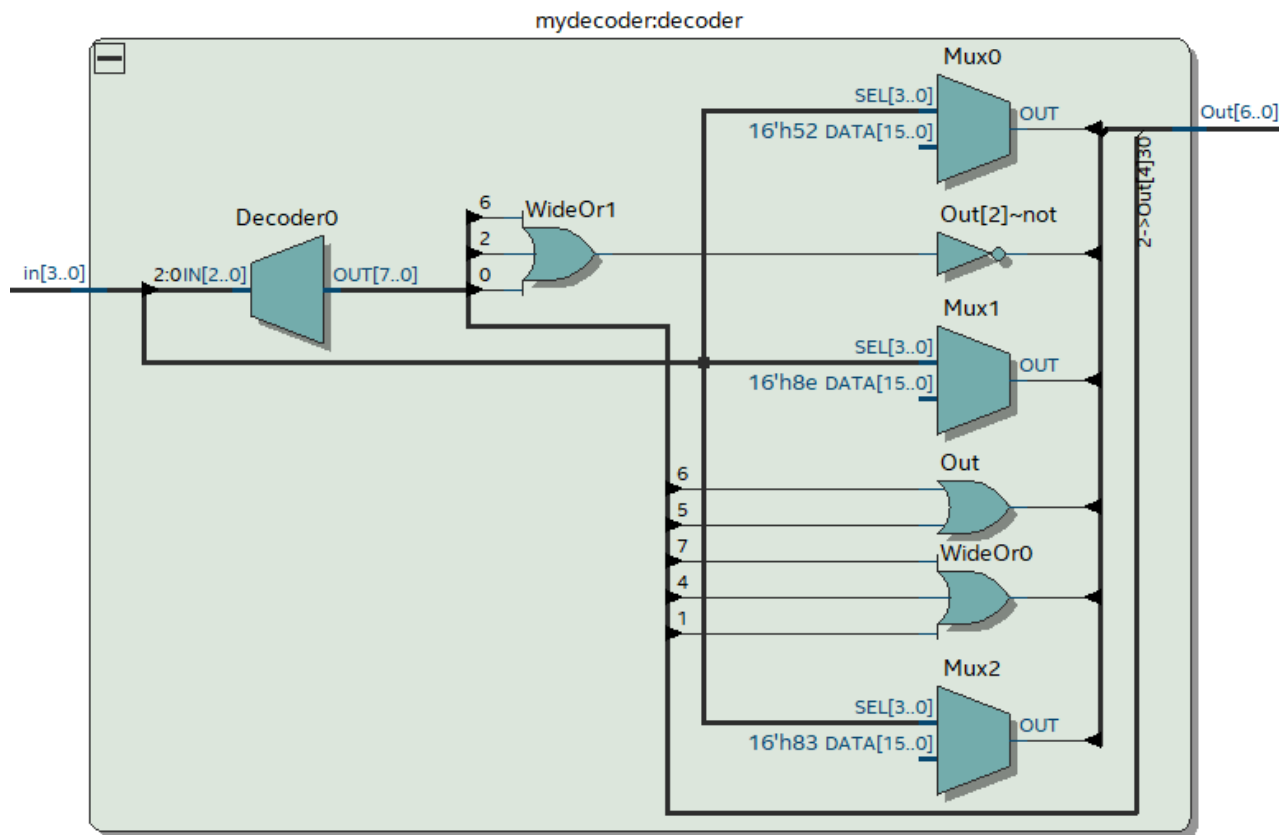 mydecoder:decoder
Mux0
SEL[3..0]
OUT
16'h52 DATA[15..0]
Out[6..0]
2->Out[4]30
6
WideOr1
Out[2]~not
Decoder0
2
in[3..0]
2:0 IN[2..0]
OUT[7..0]
0
Mux1
SEL[3..0]
OUT
16'h8e DATA[15..0]
Out
6
5
7
WideOr0
4
1
Mux2
SEL[3..0]
OUT
16'h83 DATA[15..0]